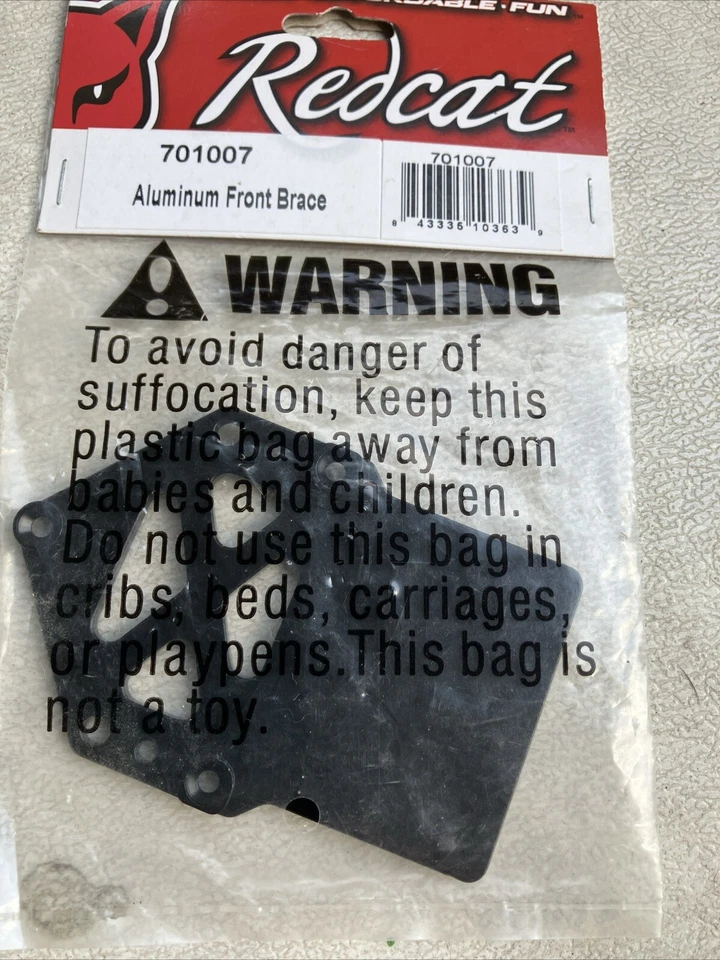 · FUN
Redcat
701007
Aluminum Front Brace
701007
8 43335 10363 9
WARNING
To avoid danger of
suffocation, keep this
plastic bag away from
babies and children.
Do not use this bag in
cribs, beds, carriages,
or playpens.This bag is
not a toy.